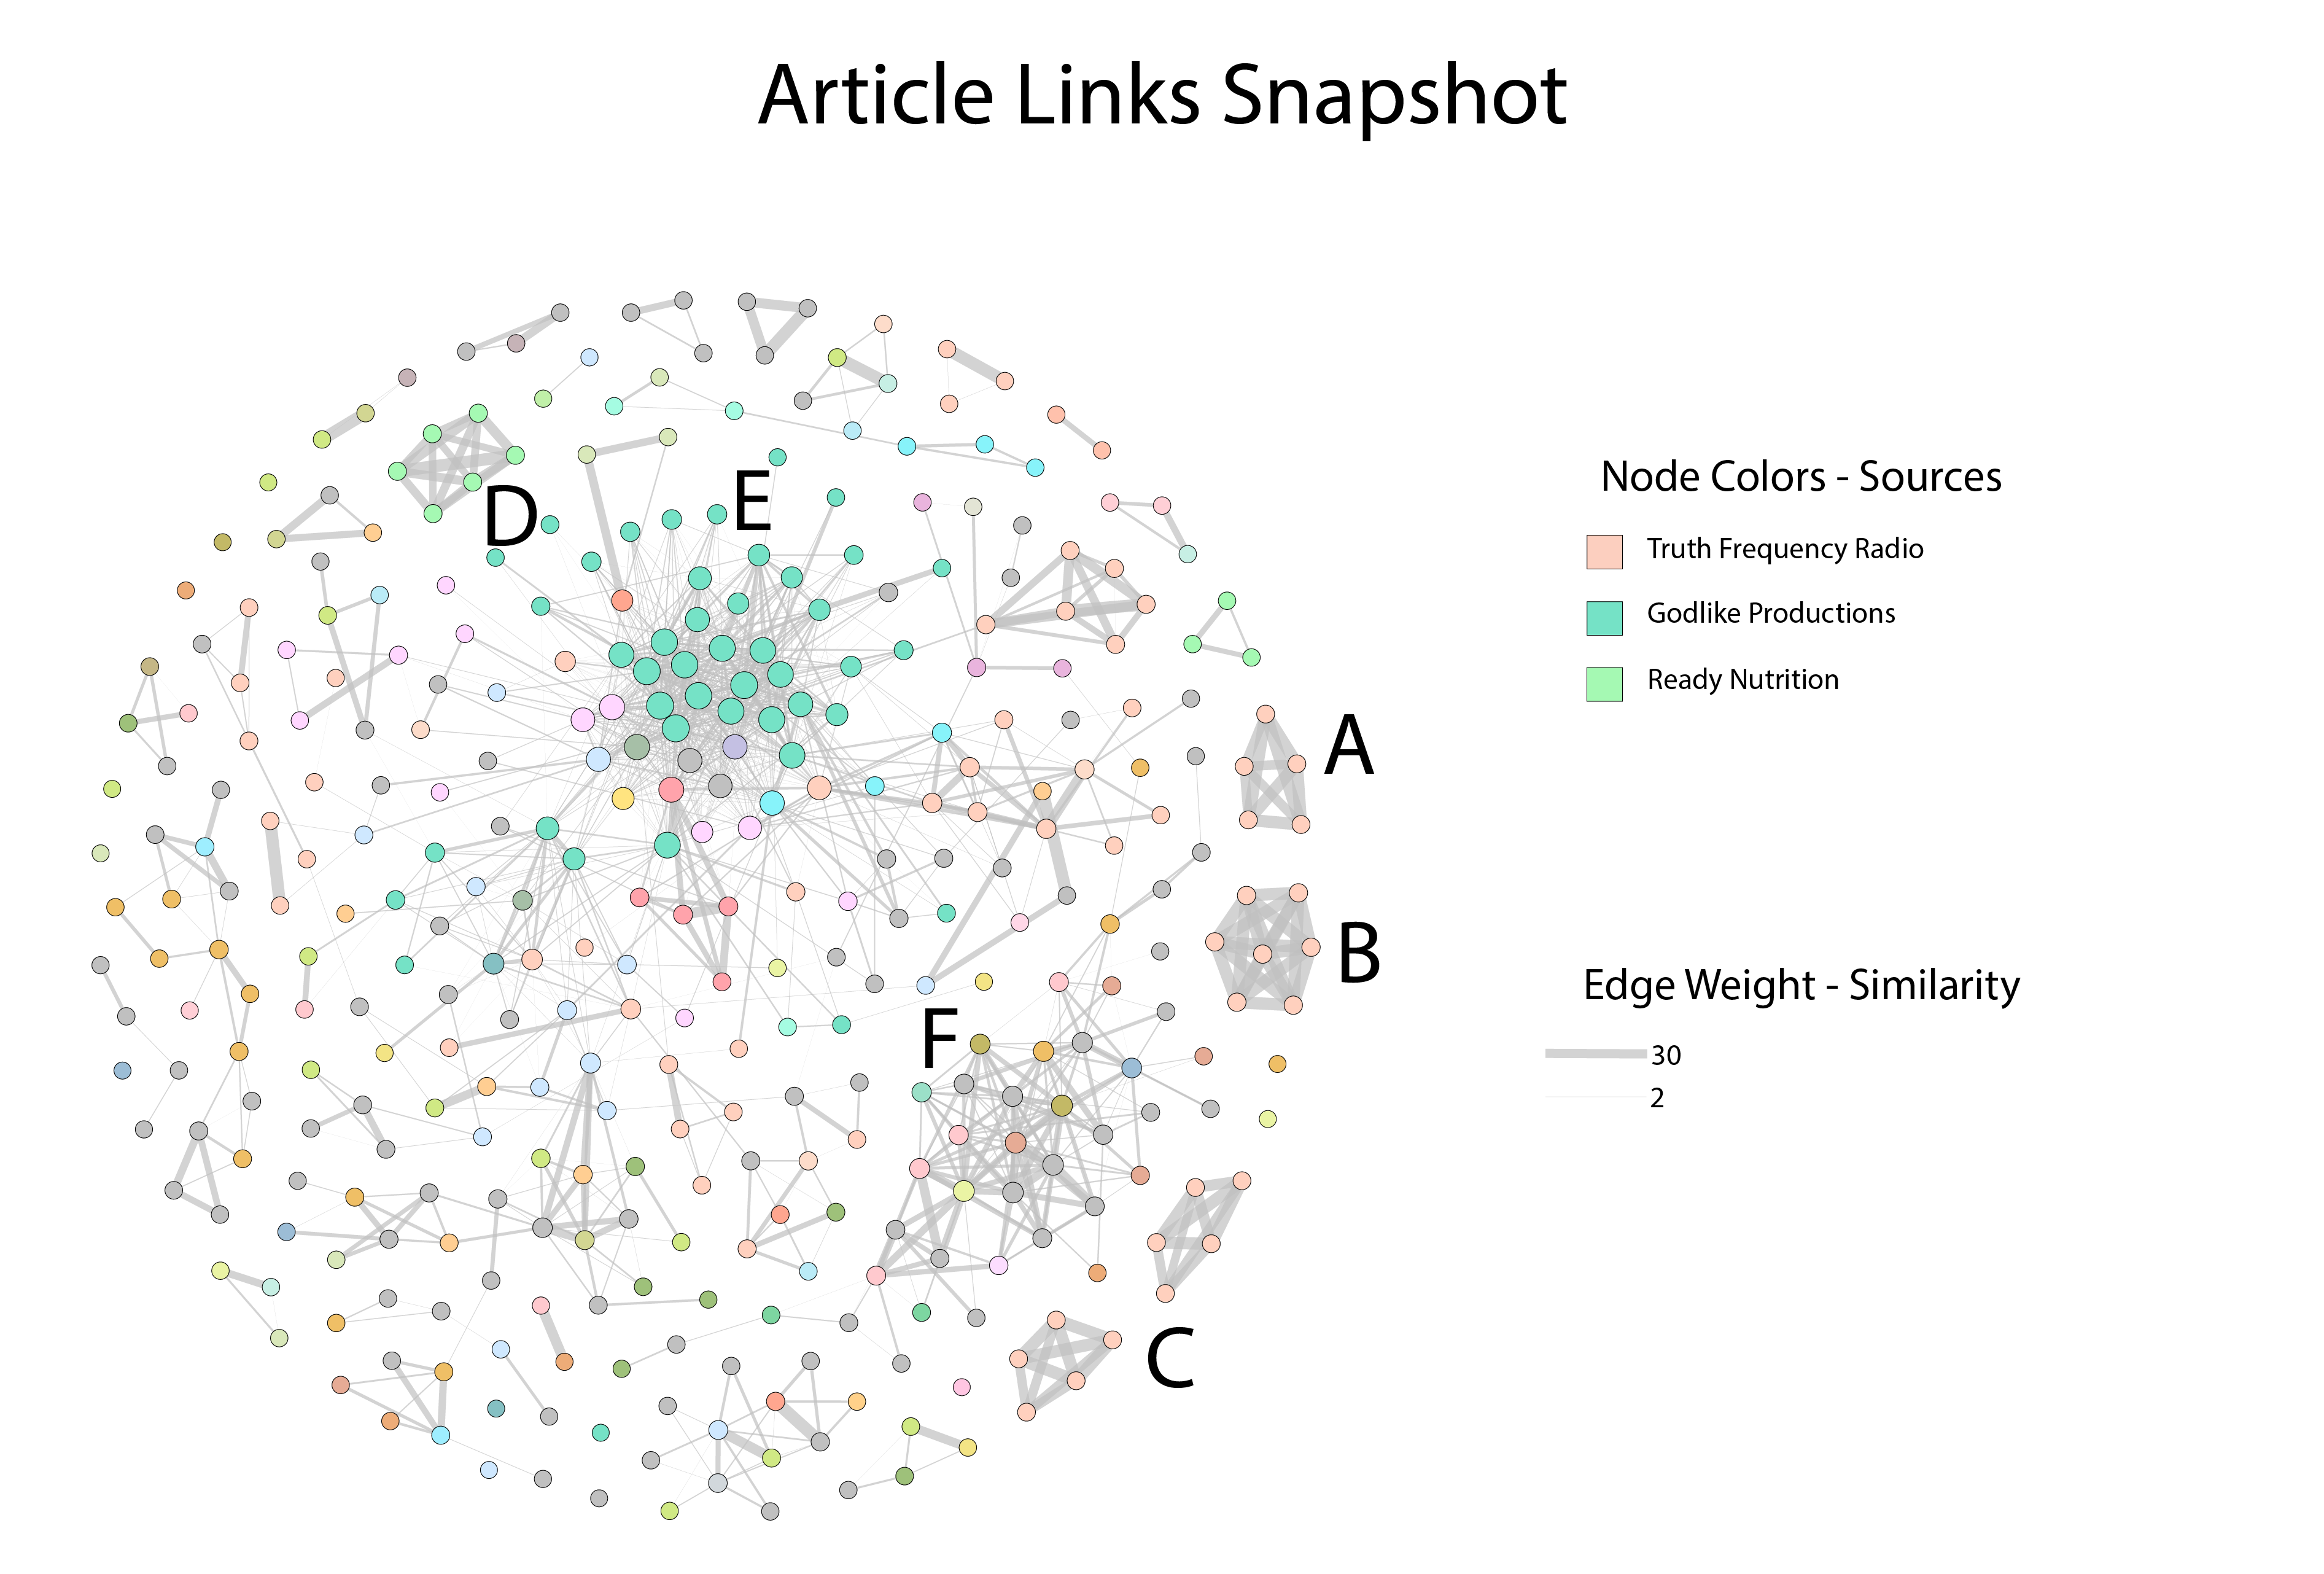 Article Links Snapshot
E
D
Node Colors - Sources
Truth Frequency Radio
Godlike Productions
Ready Nutrition
A
B
F
Edge Weight - Similarity
30
2
C